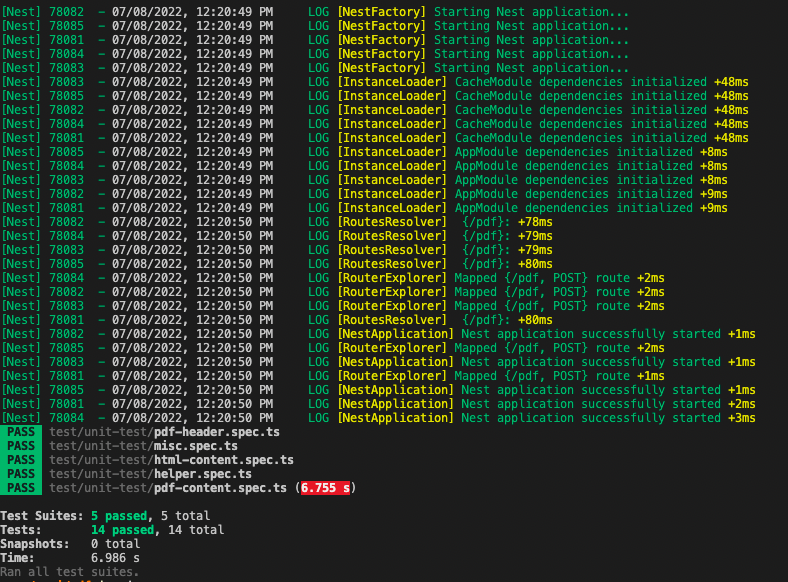 [Nest] 78082  - 07/08/2022, 12:20:49 PM     LOG [NestFactory] Starting Nest application...
[Nest] 78085  - 07/08/2022, 12:20:49 PM     LOG [NestFactory] Starting Nest application...
[Nest] 78081  - 07/08/2022, 12:20:49 PM     LOG [NestFactory] Starting Nest application...
[Nest] 78084  - 07/08/2022, 12:20:49 PM     LOG [NestFactory] Starting Nest application...
[Nest] 78083  - 07/08/2022, 12:20:49 PM     LOG [NestFactory] Starting Nest application...
[Nest] 78083  - 07/08/2022, 12:20:49 PM     LOG [InstanceLoader] CacheModule dependencies initialized +48ms
[Nest] 78085  - 07/08/2022, 12:20:49 PM     LOG [InstanceLoader] CacheModule dependencies initialized +48ms
[Nest] 78082  - 07/08/2022, 12:20:49 PM     LOG [InstanceLoader] CacheModule dependencies initialized +48ms
[Nest] 78084  - 07/08/2022, 12:20:49 PM     LOG [InstanceLoader] CacheModule dependencies initialized +48ms
[Nest] 78081  - 07/08/2022, 12:20:49 PM     LOG [InstanceLoader] CacheModule dependencies initialized +48ms
[Nest] 78085  - 07/08/2022, 12:20:49 PM     LOG [InstanceLoader] AppModule dependencies initialized +8ms
[Nest] 78084  - 07/08/2022, 12:20:49 PM     LOG [InstanceLoader] AppModule dependencies initialized +8ms
[Nest] 78083  - 07/08/2022, 12:20:49 PM     LOG [InstanceLoader] AppModule dependencies initialized +8ms
[Nest] 78082  - 07/08/2022, 12:20:49 PM     LOG [InstanceLoader] AppModule dependencies initialized +9ms
[Nest] 78081  - 07/08/2022, 12:20:49 PM     LOG [InstanceLoader] AppModule dependencies initialized +9ms
[Nest] 78082  - 07/08/2022, 12:20:50 PM     LOG [RoutesResolver]  {/pdf}: +78ms
[Nest] 78084  - 07/08/2022, 12:20:50 PM     LOG [RoutesResolver]  {/pdf}: +79ms
[Nest] 78083  - 07/08/2022, 12:20:50 PM     LOG [RoutesResolver]  {/pdf}: +79ms
[Nest] 78085  - 07/08/2022, 12:20:50 PM     LOG [RoutesResolver]  {/pdf}: +80ms
[Nest] 78084  - 07/08/2022, 12:20:50 PM     LOG [RouterExplorer] Mapped {/pdf, POST} route +2ms
[Nest] 78082  - 07/08/2022, 12:20:50 PM     LOG [RouterExplorer] Mapped {/pdf, POST} route +2ms
[Nest] 78083  - 07/08/2022, 12:20:50 PM     LOG [RouterExplorer] Mapped {/pdf, POST} route +2ms
[Nest] 78081  - 07/08/2022, 12:20:50 PM     LOG [RoutesResolver]  {/pdf}: +80ms
[Nest] 78082  - 07/08/2022, 12:20:50 PM     LOG [NestApplication] Nest application successfully started +1ms
[Nest] 78085  - 07/08/2022, 12:20:50 PM     LOG [RouterExplorer] Mapped {/pdf, POST} route +2ms
[Nest] 78083  - 07/08/2022, 12:20:50 PM     LOG [NestApplication] Nest application successfully started +1ms
[Nest] 78081  - 07/08/2022, 12:20:50 PM     LOG [RouterExplorer] Mapped {/pdf, POST} route +1ms
[Nest] 78085  - 07/08/2022, 12:20:50 PM     LOG [NestApplication] Nest application successfully started +1ms
[Nest] 78081  - 07/08/2022, 12:20:50 PM     LOG [NestApplication] Nest application successfully started +2ms
[Nest] 78084  - 07/08/2022, 12:20:50 PM     LOG [NestApplication] Nest application successfully started +3ms
PASS test/unit-test/pdf-header.spec.ts
PASS test/unit-test/misc.spec.ts
PASS test/unit-test/html-content.spec.ts
PASS test/unit-test/helper.spec.ts
PASS test/unit-test/pdf-content.spec.ts (6.755 s)
Test Suites: 5 passed, 5 total
Tests:       14 passed, 14 total
Snapshots:   0 total
Time:        6.986 s
Ran all test suites.